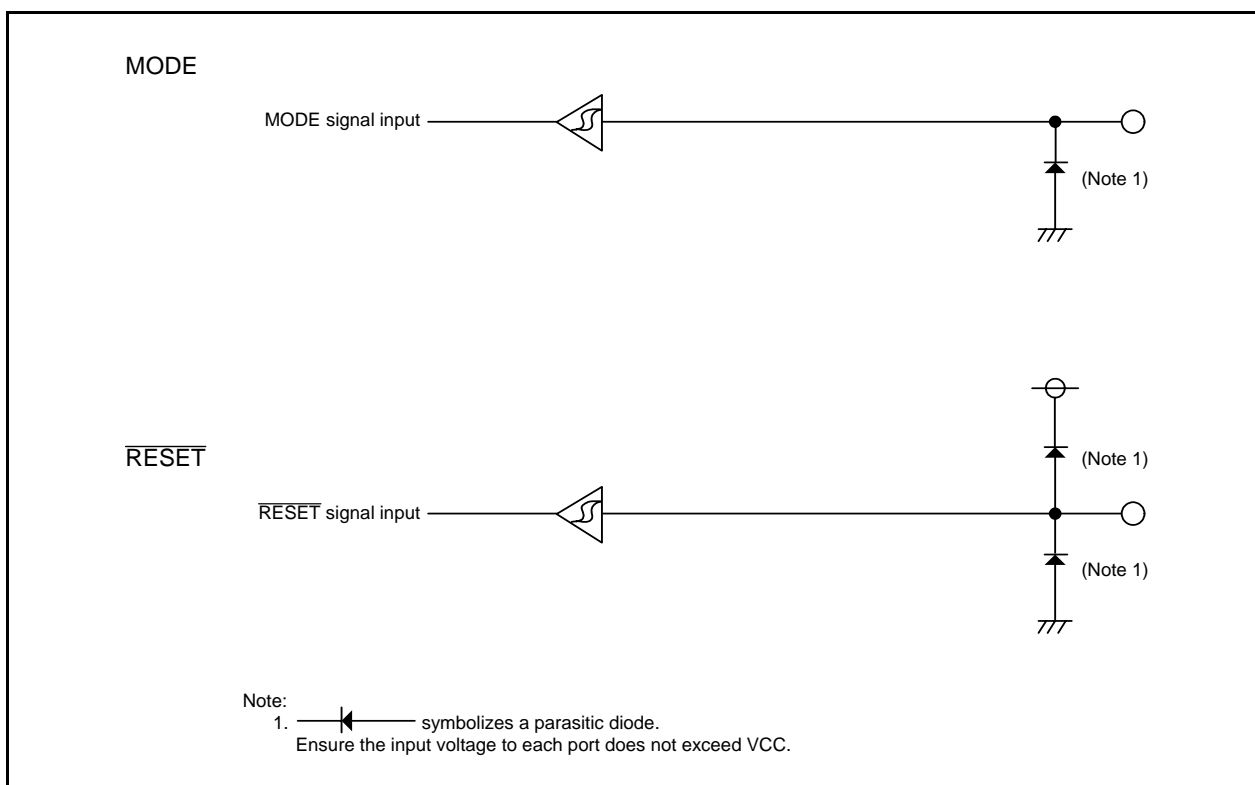 MODE
MODE signal input
(Note 1)
(Note 1)
RESET
RESET signal input
(Note 1)
Note:
1. symbolizes a parasitic diode.
Ensure the input voltage to each port does not exceed VCC.